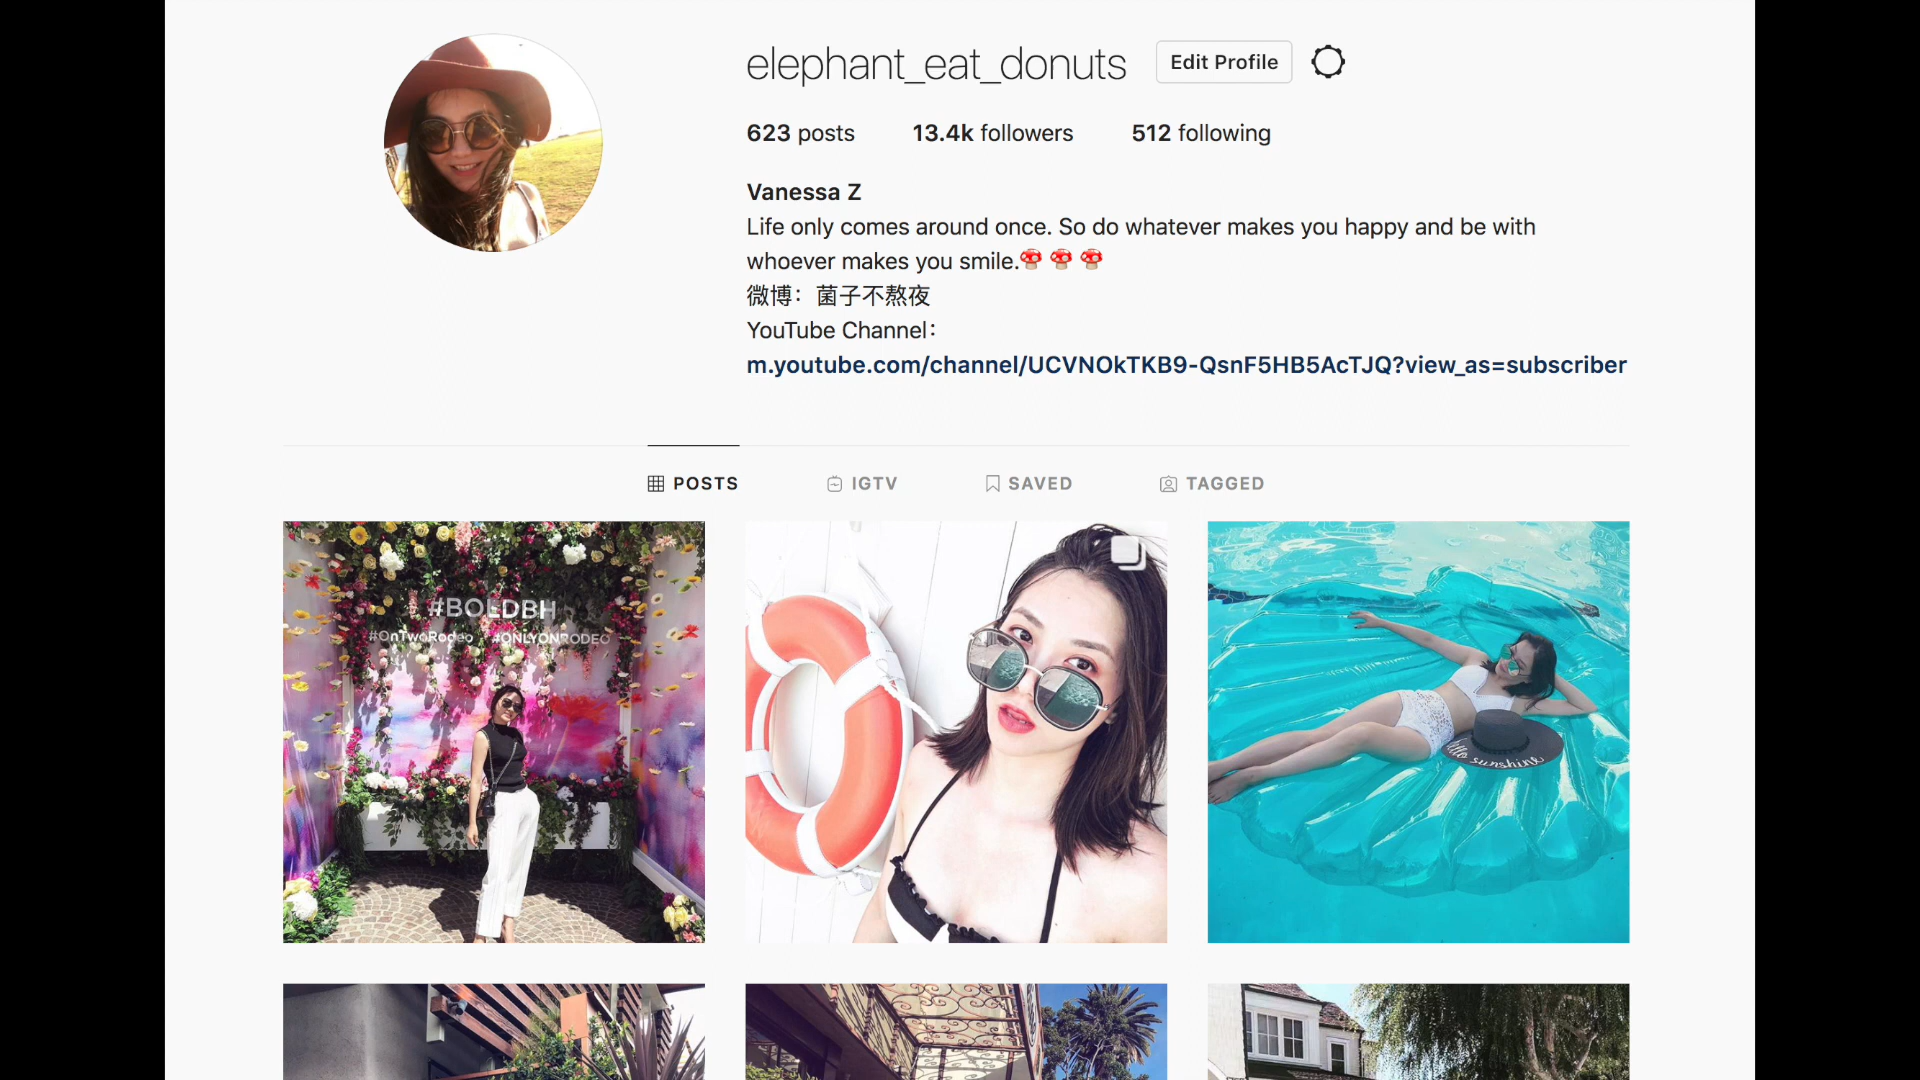 elephant_eat_donuts Edit Profile
623 posts 13.4k followers 512 following
Vanessa Z
Life only comes around once. So do whatever makes you happy and be with
whoever makes you smile.🍄 🍄 🍄
微博：菌子不熬夜
YouTube Channel：
m.youtube.com/channel/UCVNOkTKB9-QsnF5HB5AcTJQ?view_as=subscriber
POSTS IGTV SAVED TAGGED
#BOLDBH
#OnTwoRodeo #ONLYONRODEO
hello sunshine